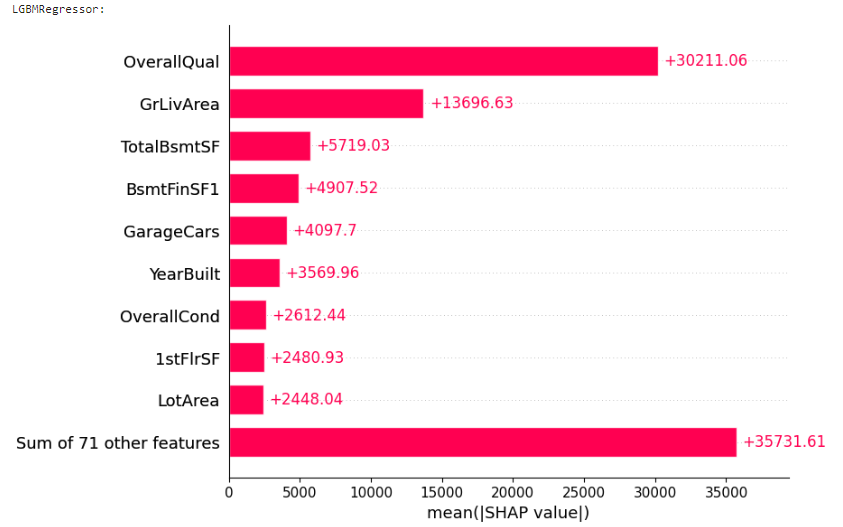 LGBMRegressor:
OverallQual +30211.06
GrLivArea +13696.63
TotalBsmtSF +5719.03
BsmtFinSF1 +4907.52
GarageCars +4097.7
YearBuilt +3569.96
OverallCond +2612.44
1stFlrSF +2480.93
LotArea +2448.04
Sum of 71 other features +35731.61
0 5000 10000 15000 20000 25000 30000 35000
mean(|SHAP value|)